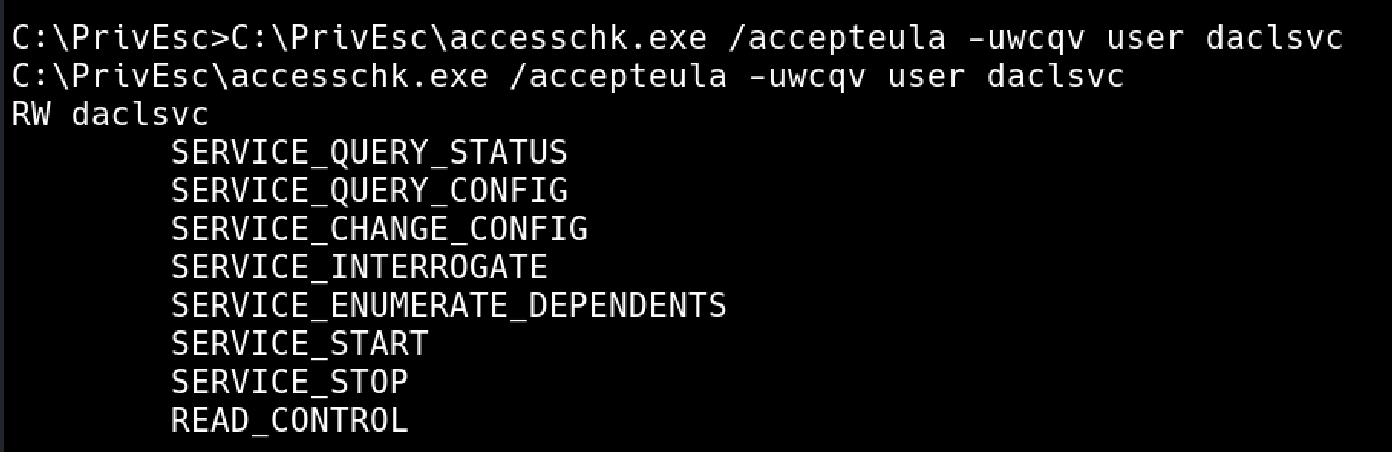 C:\PrivEsc>C:\PrivEsc\accesschk.exe /accepteula -uwcqv user daclsvc
C:\PrivEsc\accesschk.exe /accepteula -uwcqv user daclsvc
RW daclsvc
SERVICE_QUERY_STATUS
SERVICE_QUERY_CONFIG
SERVICE_CHANGE_CONFIG
SERVICE_INTERROGATE
SERVICE_ENUMERATE_DEPENDENTS
SERVICE_START
SERVICE_STOP
READ_CONTROL